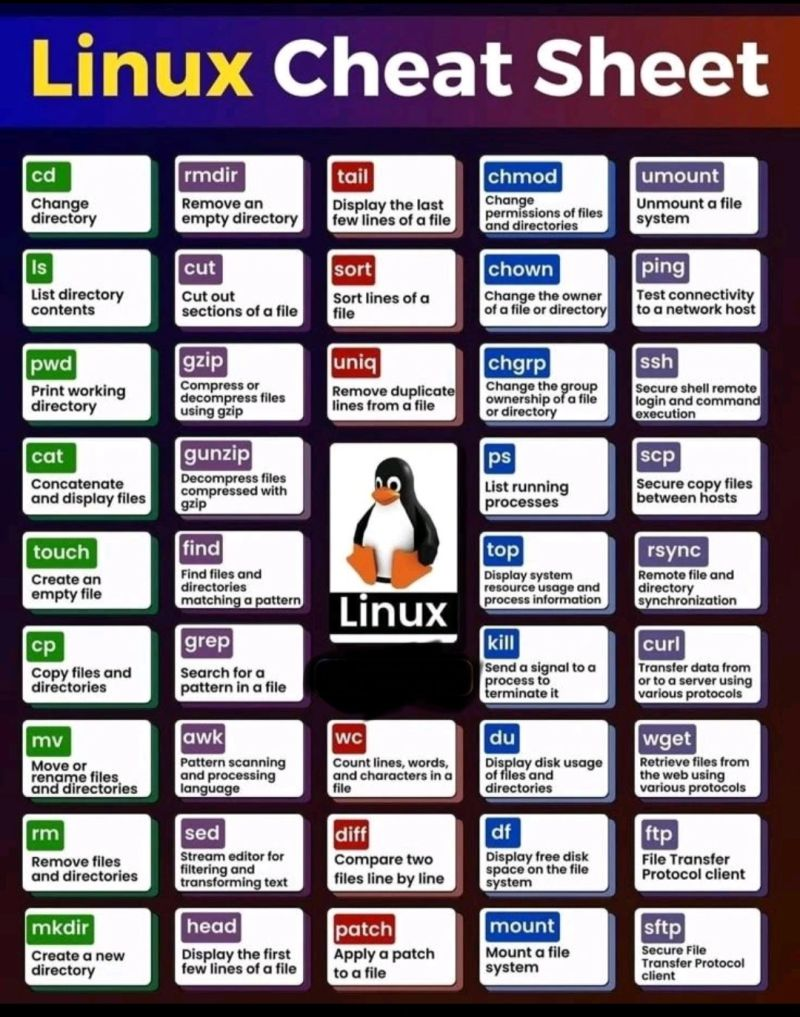 Linux Cheat Sheet
cd
Change
directory
ls
List directory
contents
pwd
Print working
directory
cat
Concatenate
and display files
touch
Create an
empty file
cp
Copy files and
directories
mv
Move or
rename files
and directories
rm
Remove files
and directories
mkdir
Create a new
directory
rmdir
Remove an
empty directory
cut
Cut out
sections of a file
gzip
Compress or
decompress files
using gzip
gunzip
Decompress files
compressed with
gzip
find
Find files and
directories
matching a pattern
grep
Search for a
pattern in a file
awk
Pattern scanning
and processing
language
sed
Stream editor for
filtering and
transforming text
head
Display the first
few lines of a file
tail
Display the last
few lines of a file
sort
Sort lines of a
file
uniq
Remove duplicate
lines from a file
Linux
wc
Count lines, words,
and characters in a
file
diff
Compare two
files line by line
patch
Apply a patch
to a file
chmod
Change
permissions of files
and directories
chown
Change the owner
of a file or directory
chgrp
Change the group
ownership of a file
or directory
ps
List running
processes
top
Display system
resource usage and
process information
kill
Send a signal to a
process to
terminate it
du
Display disk usage
of files and
directories
df
Display free disk
space on the file
system
mount
Mount a file
system
umount
Unmount a file
system
ping
Test connectivity
to a network host
ssh
Secure shell remote
login and command
execution
scp
Secure copy files
between hosts
rsync
Remote file and
directory
synchronization
curl
Transfer data from
or to a server using
various protocols
wget
Retrieve files from
the web using
various protocols
ftp
File Transfer
Protocol client
sftp
Secure File
Transfer Protocol
client